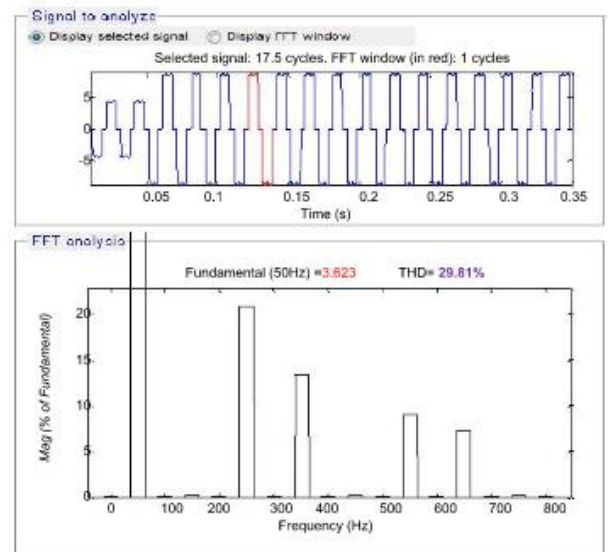 Signal to analyze
Display selected signal Display FFT window
Selected signal: 17.5 cycles. FFT window (in red): 1 cycles
5
0
-5
0.05 0.1 0.15 0.2 0.25 0.3 0.35
Time (s)
FFT analysis
Fundamental (50Hz) =3.623 THD= 29.81%
Mag (% of Fundamental)
20
15
10
5
0
0 100 200 300 400 500 600 700 800
Frequency (Hz)